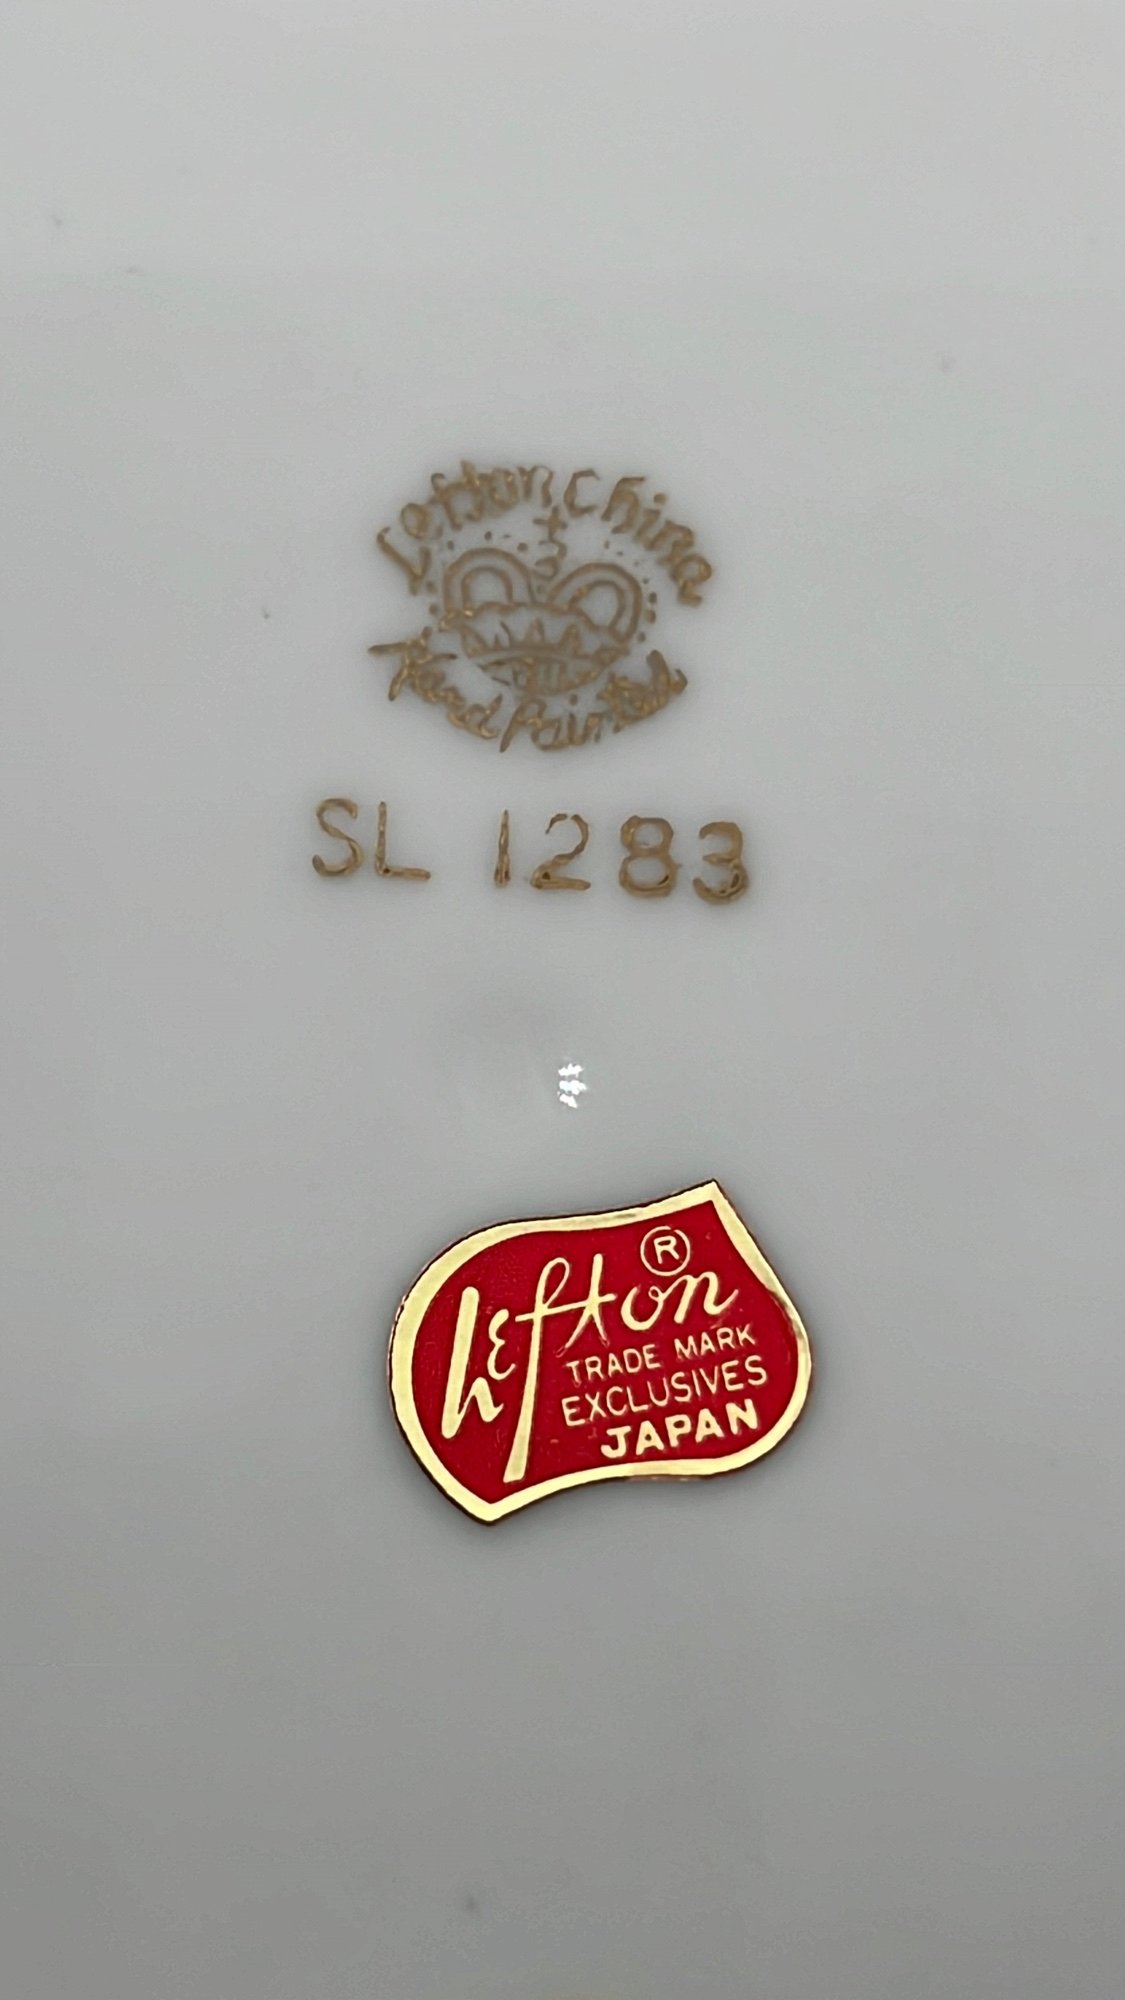 Lefton China
Hand Painted
SL 1283
Lefton ®
TRADE MARK
EXCLUSIVES
JAPAN